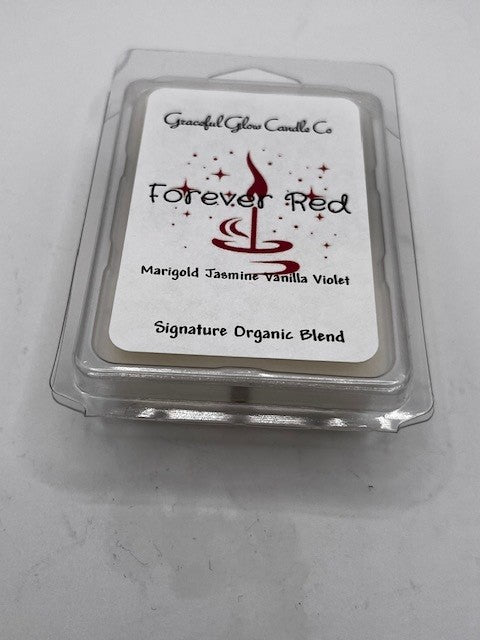 Graceful Glow Candle Co
Forever Red
Marigold Jasmine Vanilla Violet
Signature Organic Blend